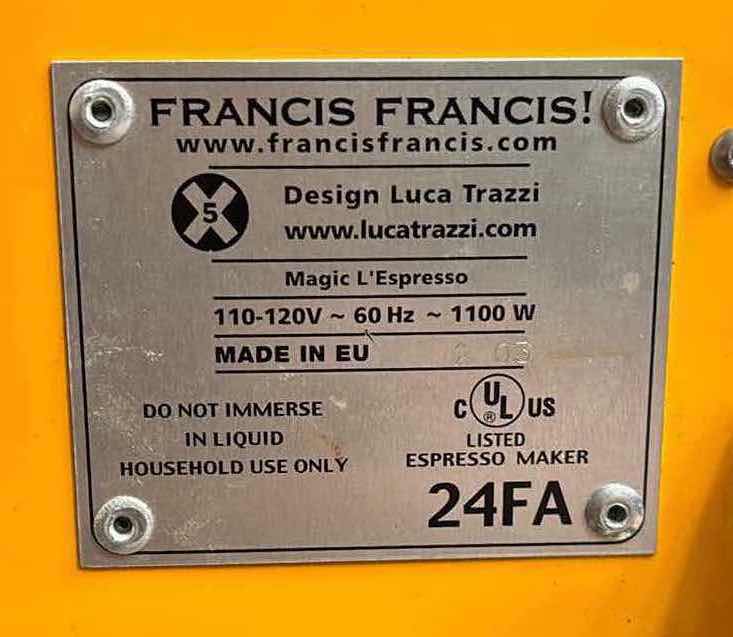 FRANCIS FRANCIS!
www.francisfrancis.com
X5
Design Luca Trazzi
www.lucatrazzi.com
Magic L'Espresso
110-120V ~ 60 Hz ~ 1100 W
MADE IN EU
DO NOT IMMERSE
IN LIQUID
HOUSEHOLD USE ONLY
C UL ® US
LISTED
ESPRESSO MAKER
24FA